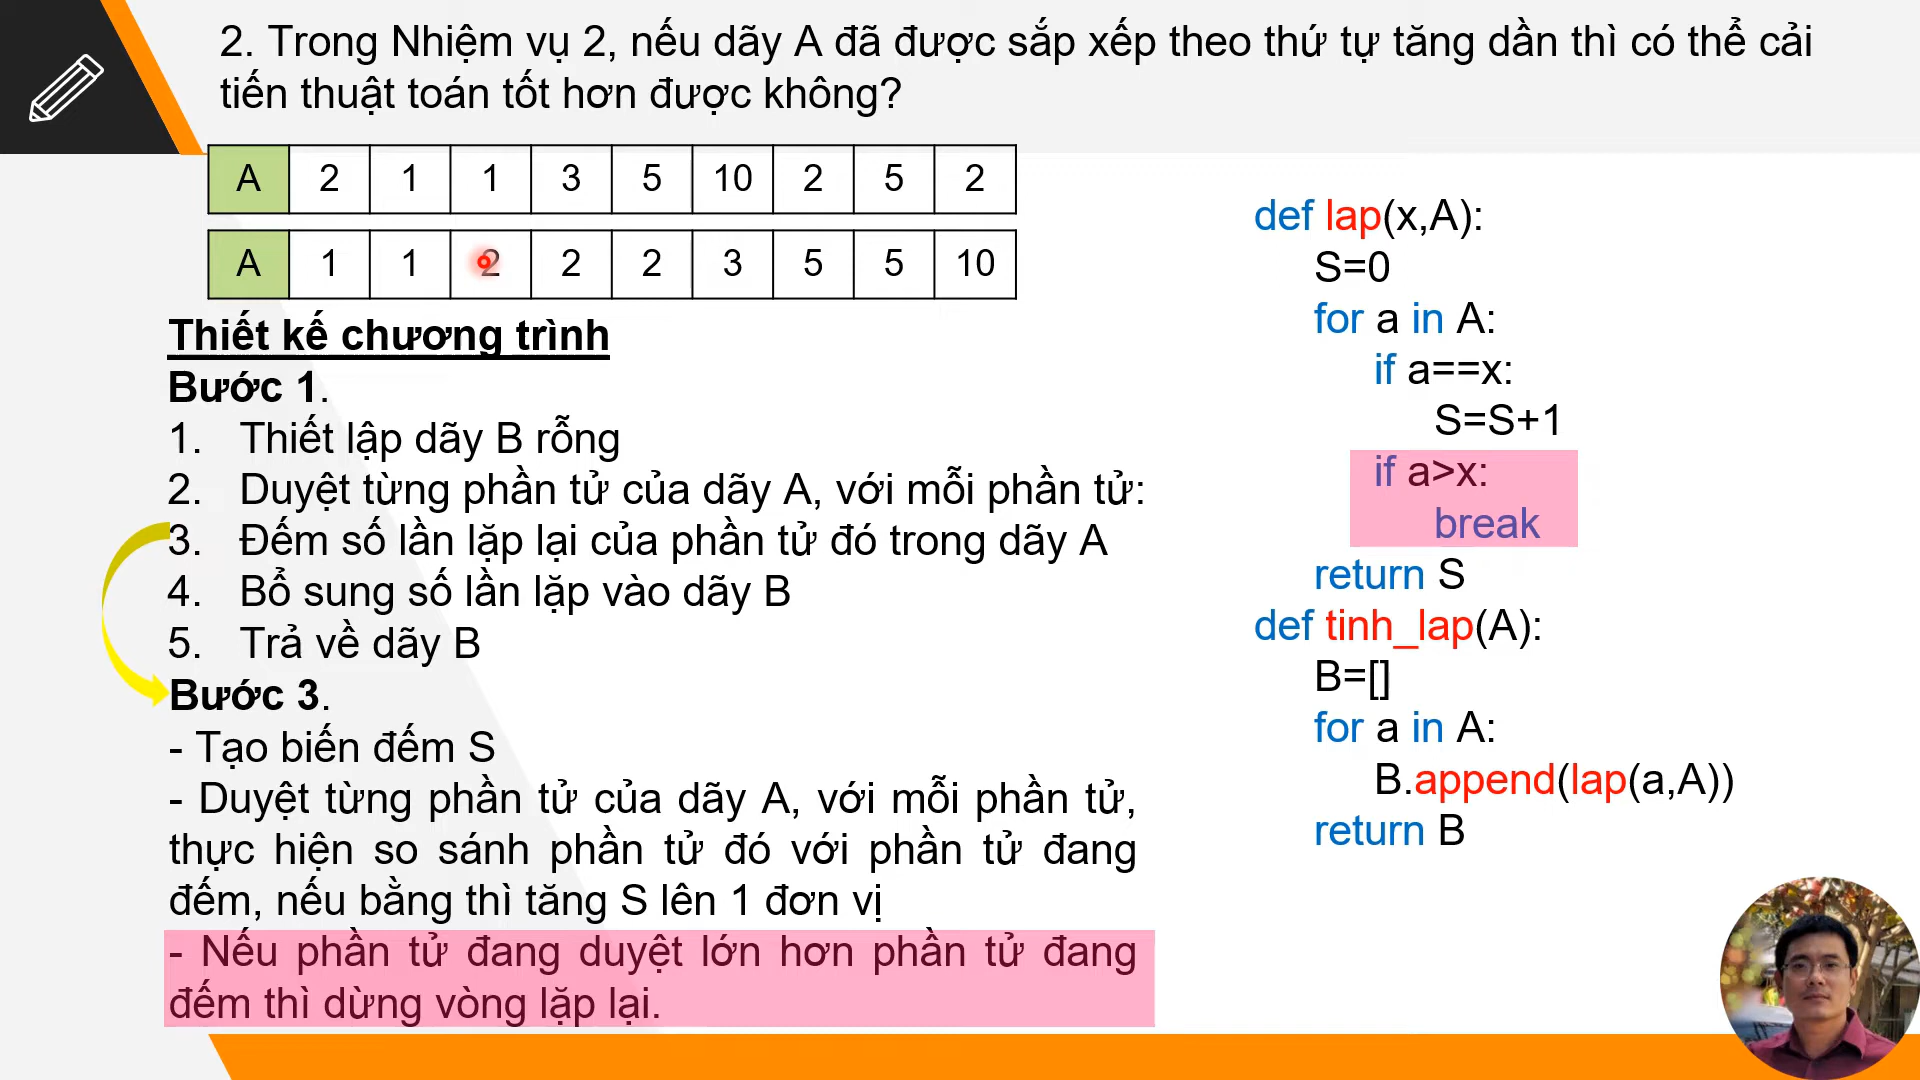 2. Trong Nhiệm vụ 2, nếu dãy A đã được sắp xếp theo thứ tự tăng dần thì có thể cải
tiến thuật toán tốt hơn được không?
A 2 1 1 3 5 10 2 5 2
A 1 1 2 2 2 3 5 5 10
Thiết kế chương trình
Bước 1.
1. Thiết lập dãy B rỗng
2. Duyệt từng phần tử của dãy A, với mỗi phần tử:
3. Đếm số lần lặp lại của phần tử đó trong dãy A
4. Bổ sung số lần lặp vào dãy B
5. Trả về dãy B
Bước 3.
- Tạo biến đếm S
- Duyệt từng phần tử của dãy A, với mỗi phần tử,
thực hiện so sánh phần tử đó với phần tử đang
đếm, nếu bằng thì tăng S lên 1 đơn vị
- Nếu phần tử đang duyệt lớn hơn phần tử đang
đếm thì dừng vòng lặp lại.
def lap(x,A):
S=0
for a in A:
if a==x:
S=S+1
if a>x:
break
return S
def tinh_lap(A):
B=[]
for a in A:
B.append(lap(a,A))
return B